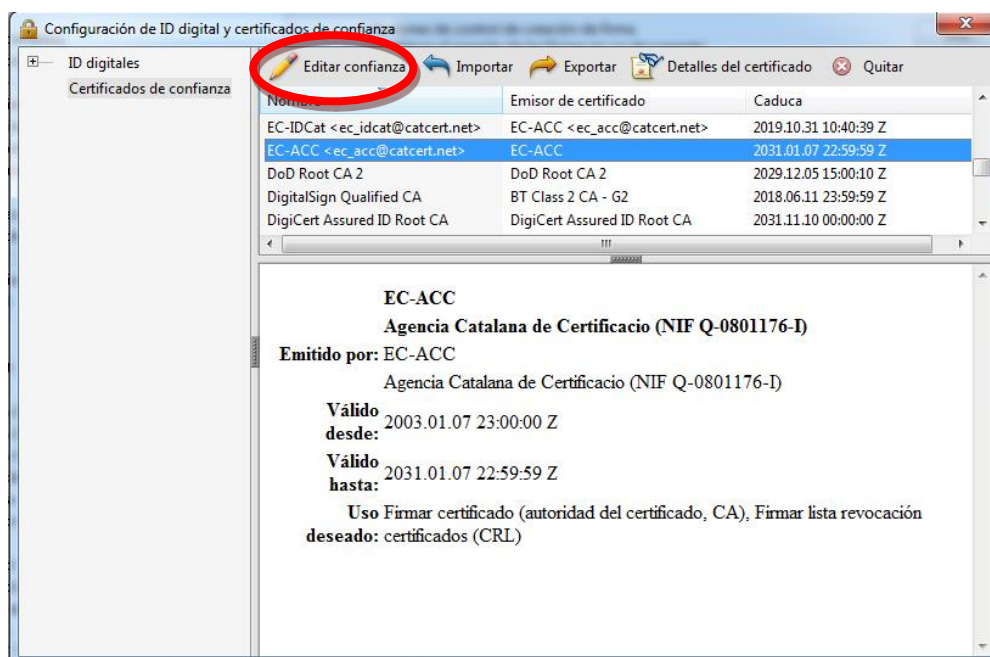 Configuración de ID digital y certificados de confianza
ID digitales
Certificados de confianza
Editar confianza Importar Exportar Detalles del certificado Quitar
Nombre Emisor de certificado Caduca
EC-IDCat <ec_idcat@catcert.net> EC-ACC <ec_acc@catcert.net> 2019.10.31 10:40:39 Z
EC-ACC <ec_acc@catcert.net> EC-ACC 2031.01.07 22:59:59 Z
DoD Root CA 2 DoD Root CA 2 2029.12.05 15:00:10 Z
DigitalSign Qualified CA BT Class 2 CA - G2 2018.06.11 23:59:59 Z
DigiCert Assured ID Root CA DigiCert Assured ID Root CA 2031.11.10 00:00:00 Z
EC-ACC
Agencia Catalana de Certificacio (NIF Q-0801176-I)
Emitido por: EC-ACC
Agencia Catalana de Certificacio (NIF Q-0801176-I)
Válido
desde: 2003.01.07 23:00:00 Z
Válido
hasta: 2031.01.07 22:59:59 Z
Uso Firmar certificado (autoridad del certificado, CA), Firmar lista revocación
deseado: certificados (CRL)